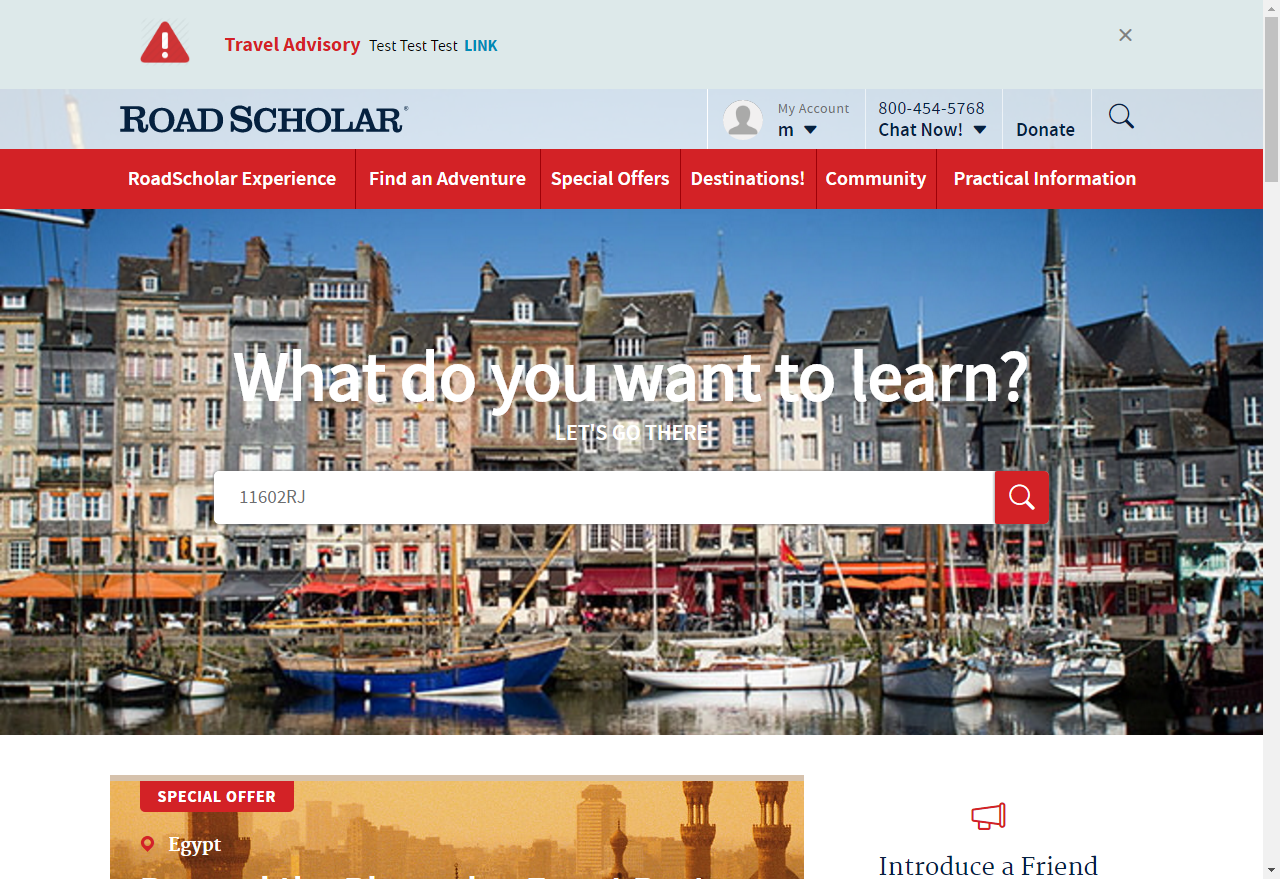 Travel Advisory Test Test Test LINK
ROAD SCHOLAR®
My Account
m
800-454-5768
Chat Now!
Donate
RoadScholar Experience
Find an Adventure
Special Offers
Destinations!
Community
Practical Information
What do you want to learn?
LET'S GO THERE
11602RJ
SPECIAL OFFER
Egypt
Introduce a Friend